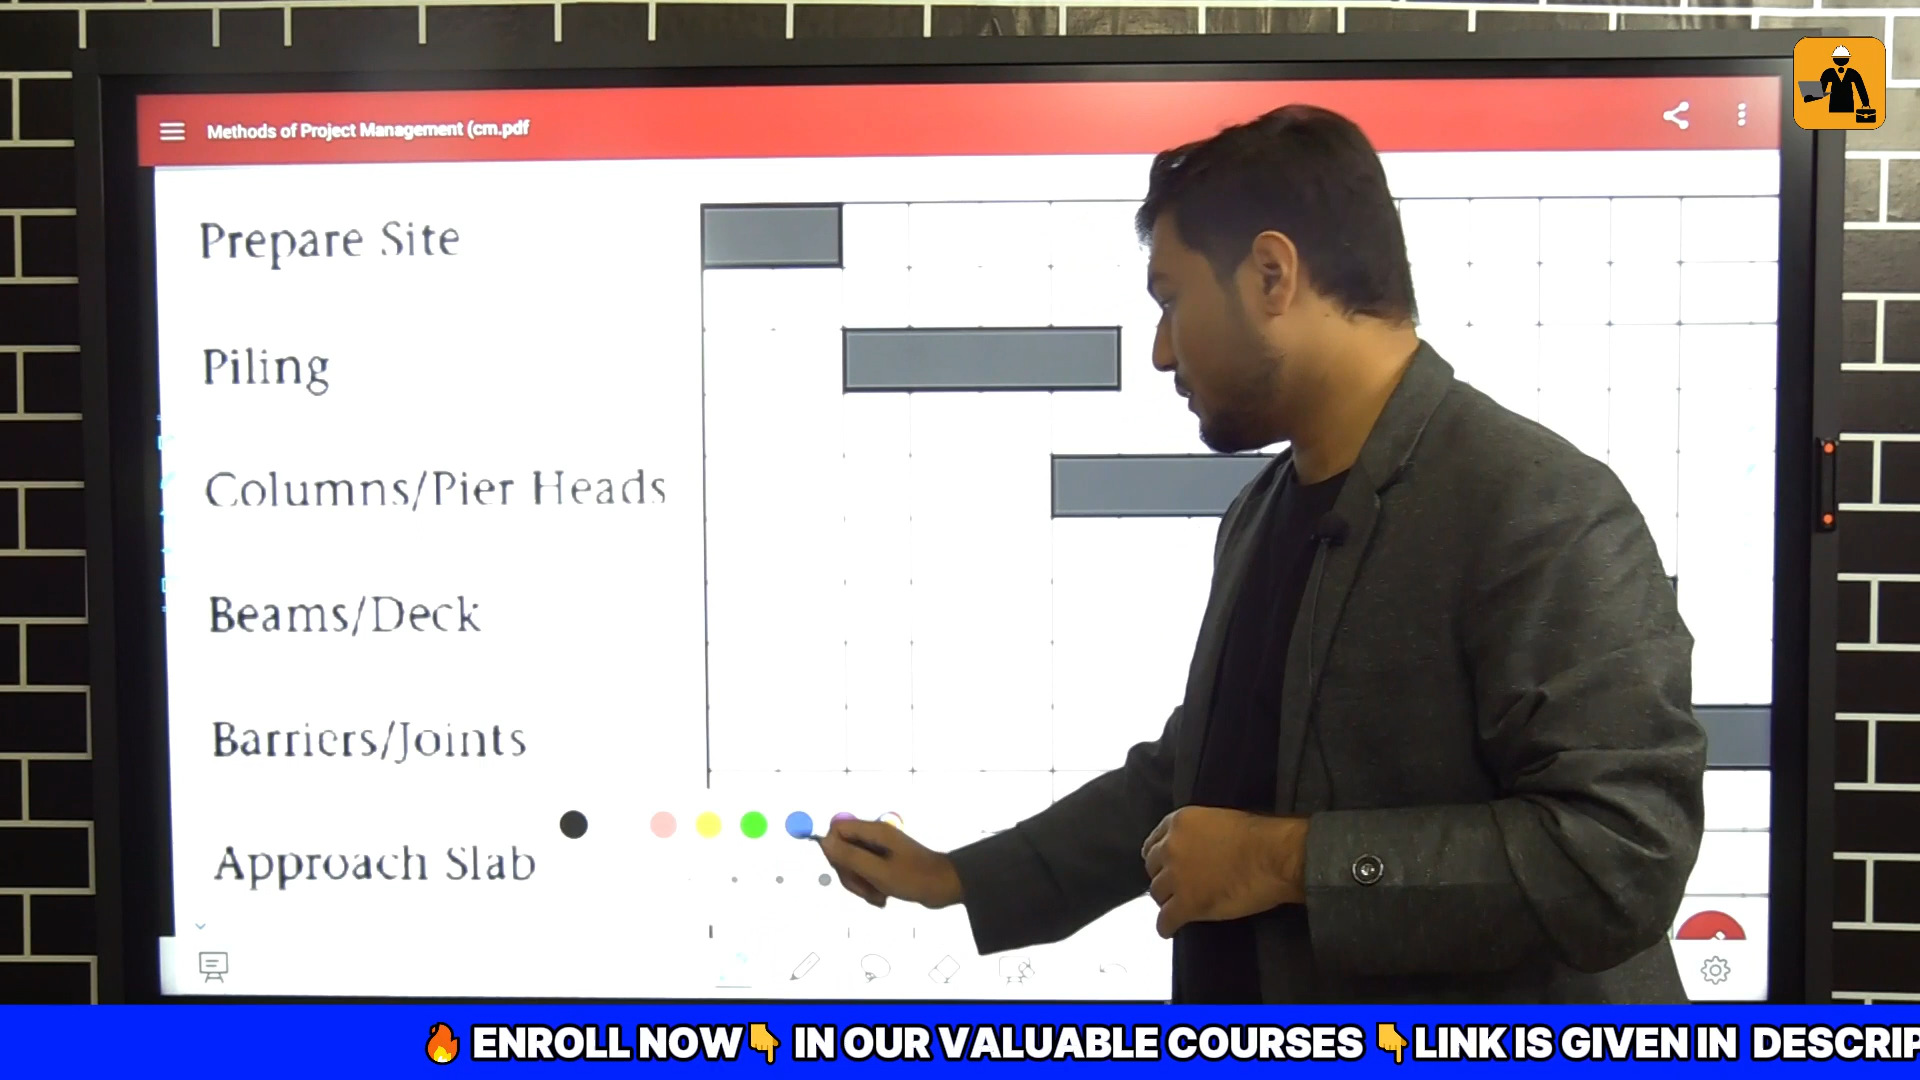 Methods of Project Management (cm.pdf
Prepare Site
Piling
Columns/Pier Heads
Beams/Deck
Barriers/Joints
Approach Slab
🔥 ENROLL NOW👇 IN OUR VALUABLE COURSES 👇LINK IS GIVEN IN DESCRIP